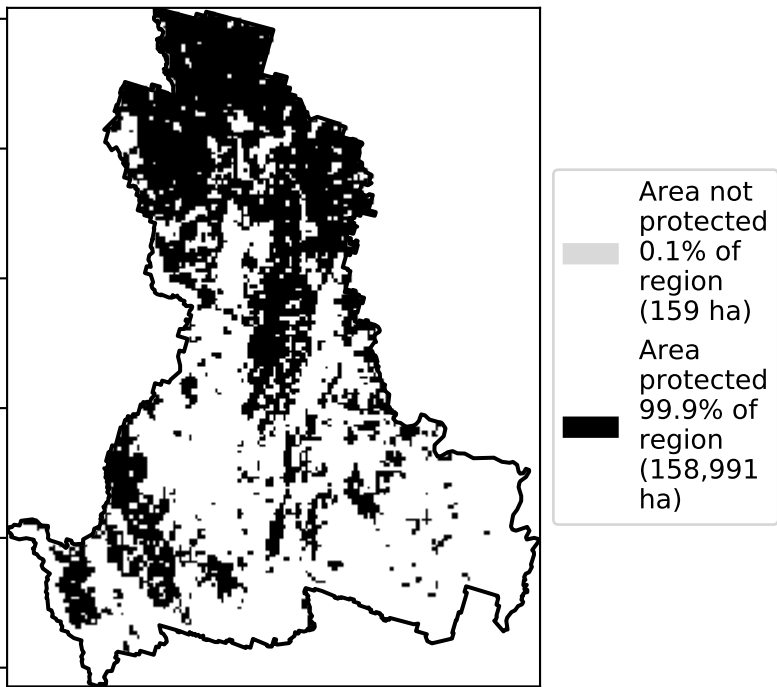 Area not
protected
0.1% of
region
(159 ha)
Area
protected
99.9% of
region
(158,991
ha)